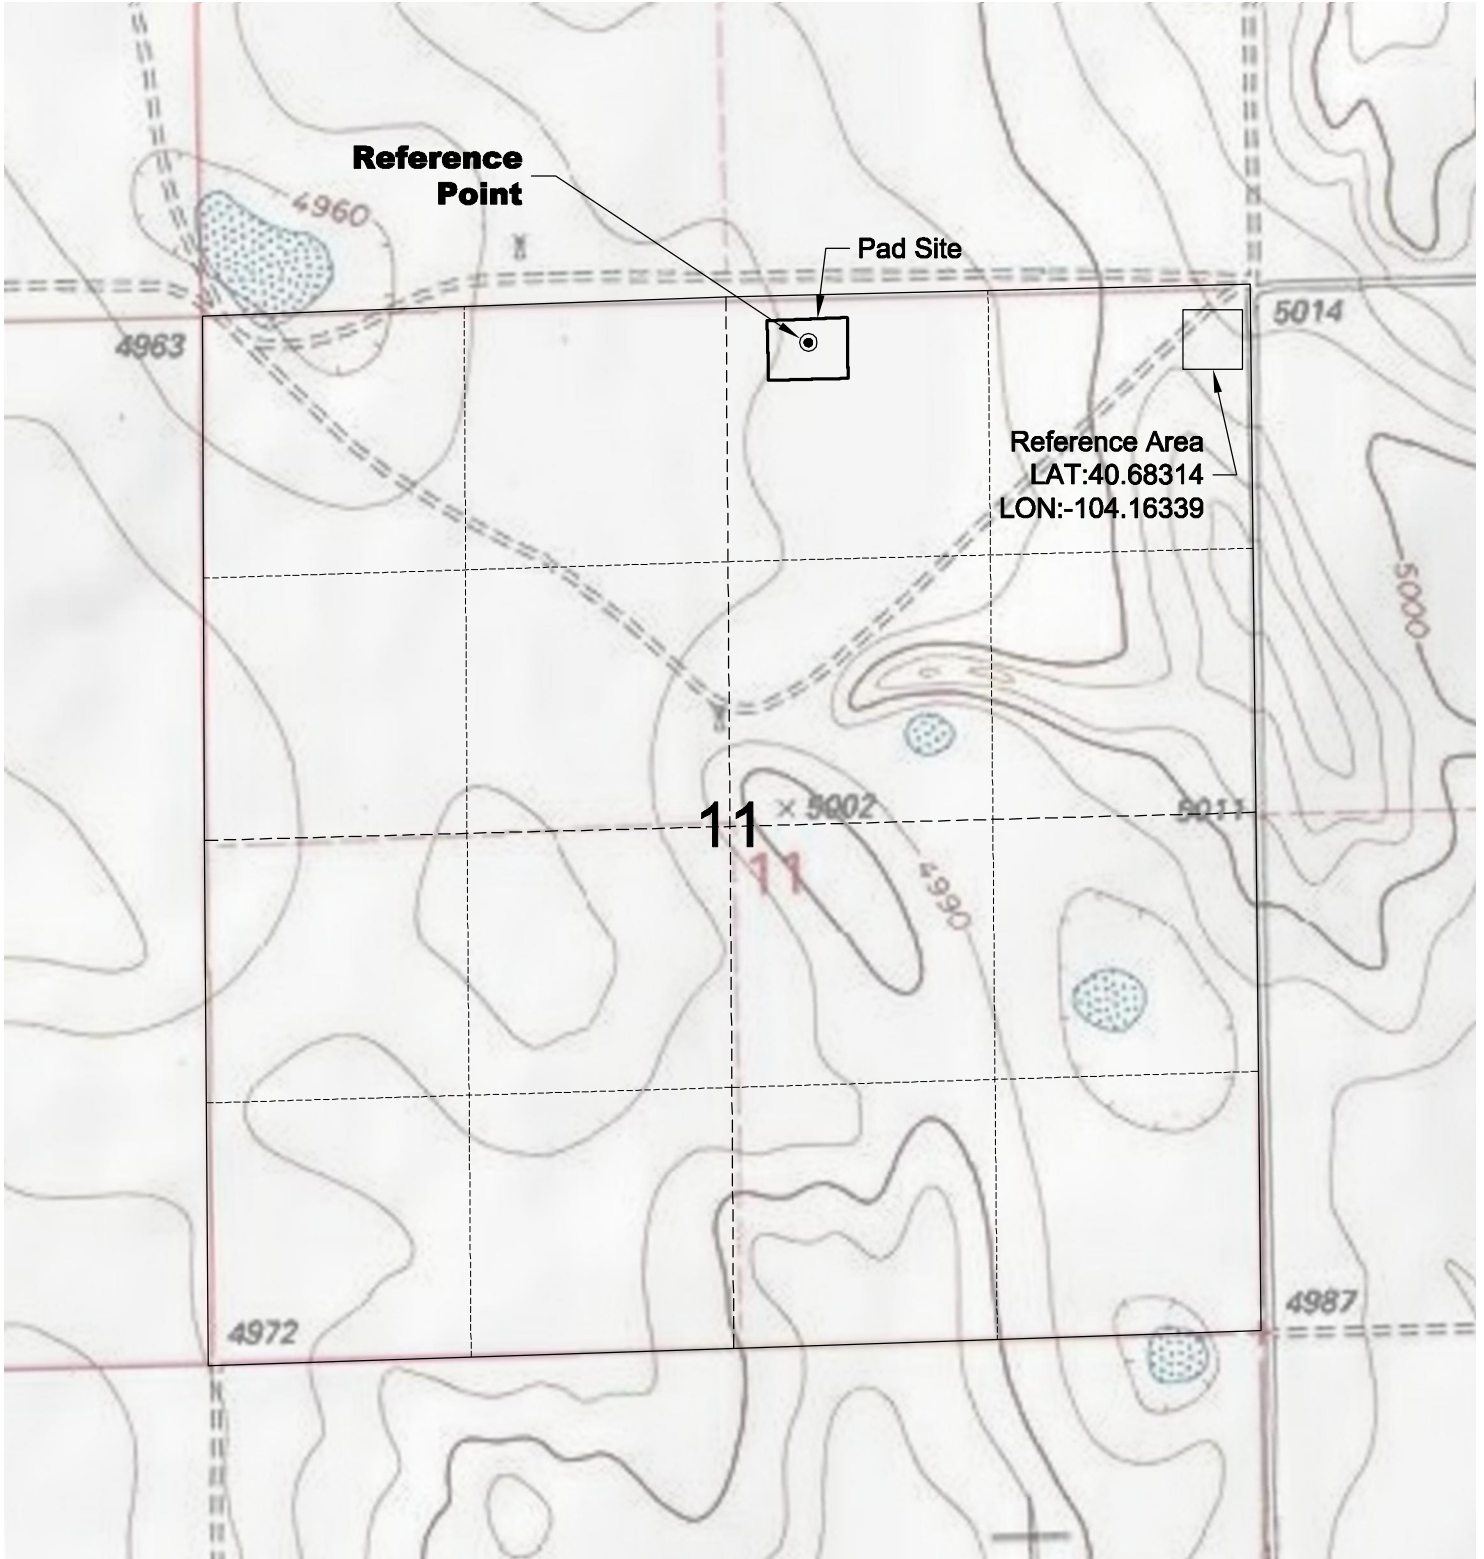 Reference
Point
4960
Pad Site
4963
5014
Reference Area
LAT:40.68314
LON:-104.16339
5000
5002
5011
11
11
4990
4972
4987